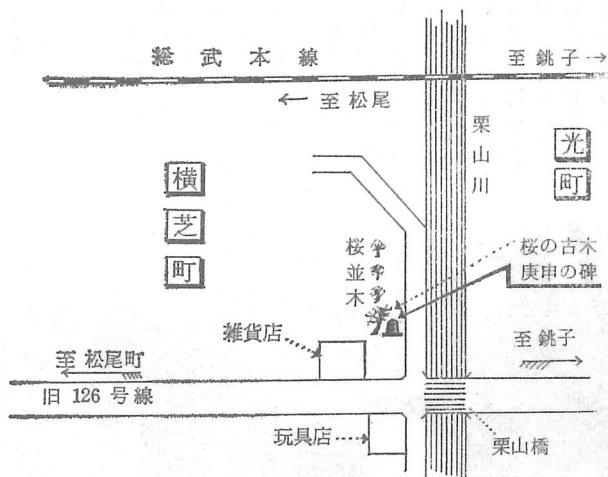 総武本線
至銚子→
← 至松尾
栗山川
光町
横芝町
桜並木
桜の古木
庚申の碑
雑貨店
至銚子
至松尾町
旧126号線
玩具店
栗山橋